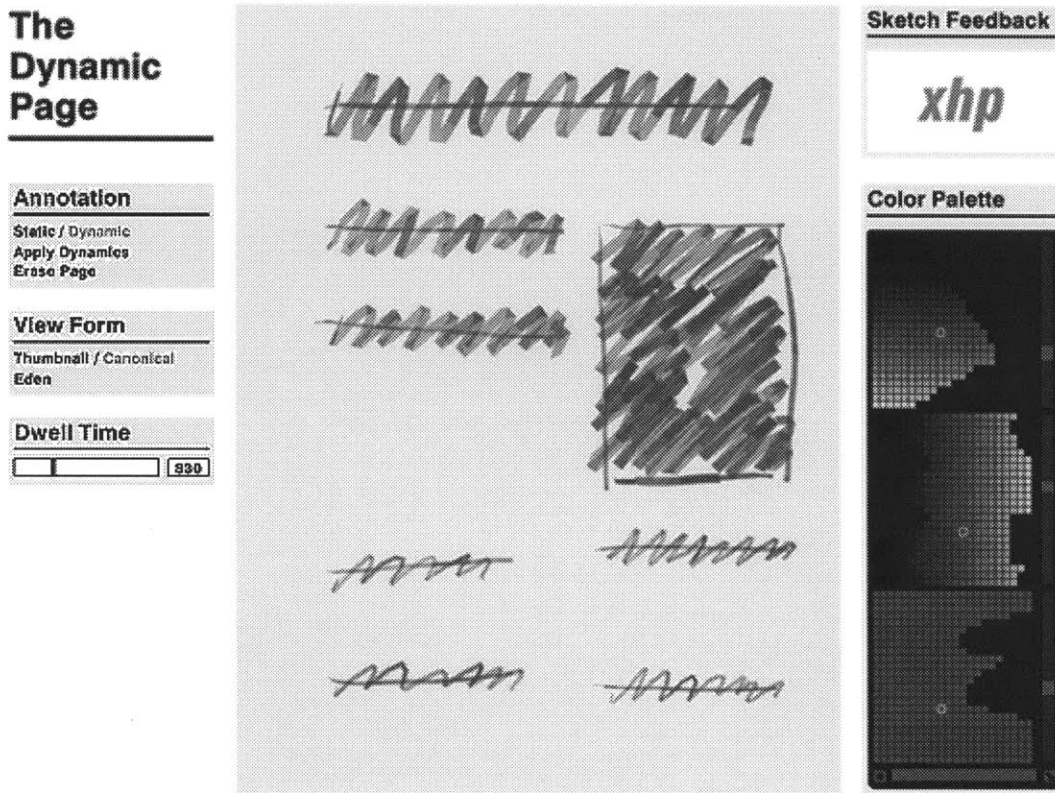 The
Dynamic
Page
Annotation
Static / Dynamic
Apply Dynamics
Erase Page
View Form
Thumbnail / Canonical
Eden
Dwell Time
930
Sketch Feedback
xhp
Color Palette